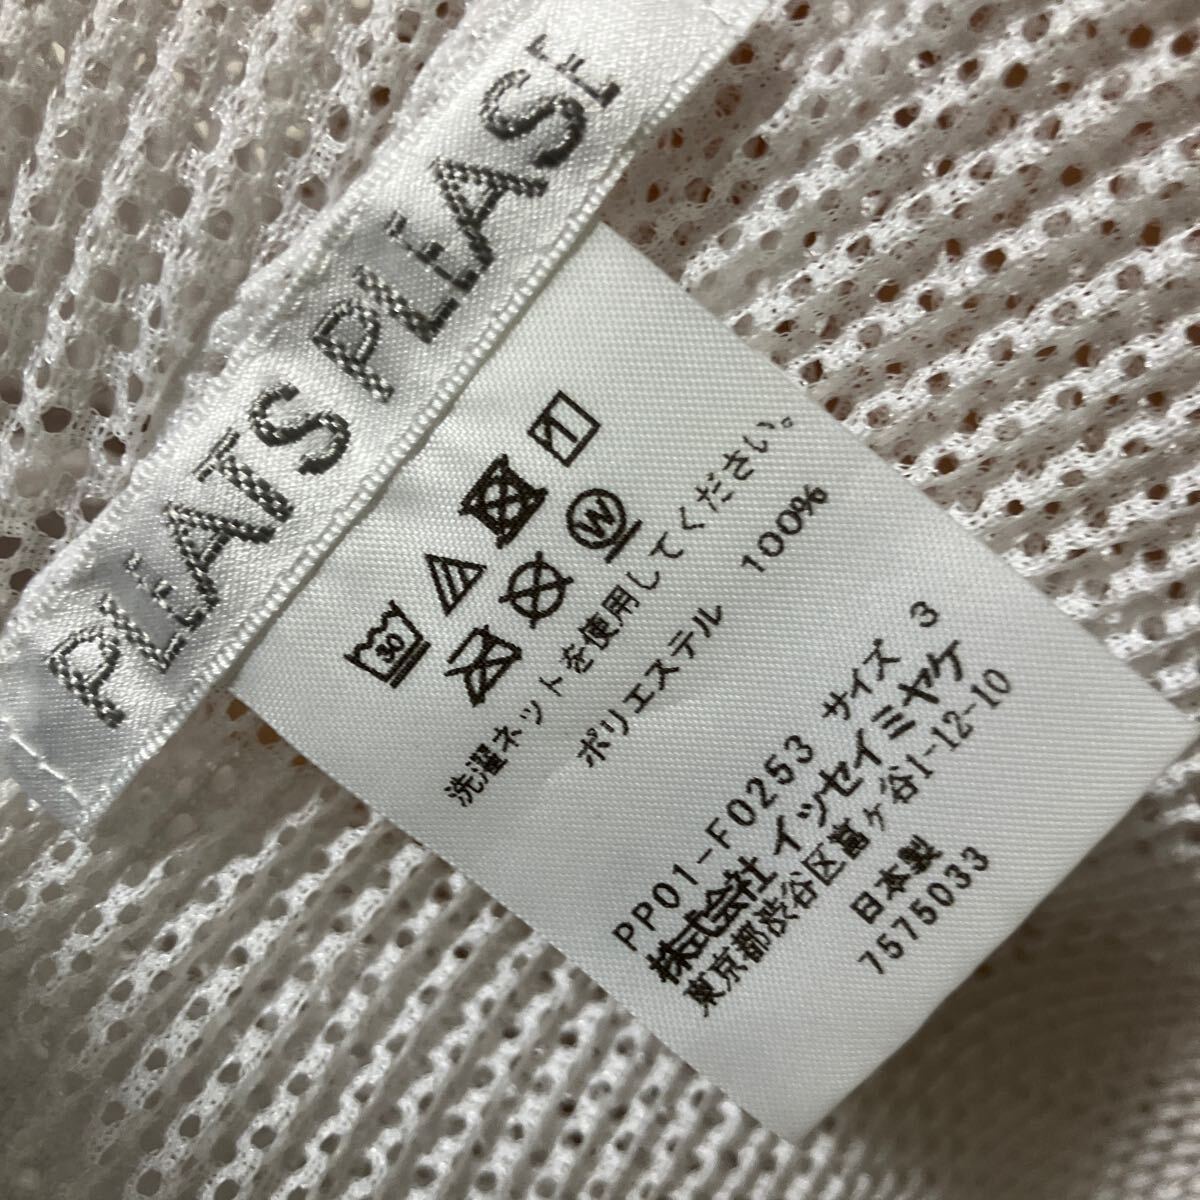 PLEATS PLEASE
30
W
洗濯ネットを使用してください。
ポリエステル 100%
PP01-F0253 サイズ 3
株式会社 イッセイミヤケ
東京都渋谷区富ヶ谷1-12-10
日本製
7575033